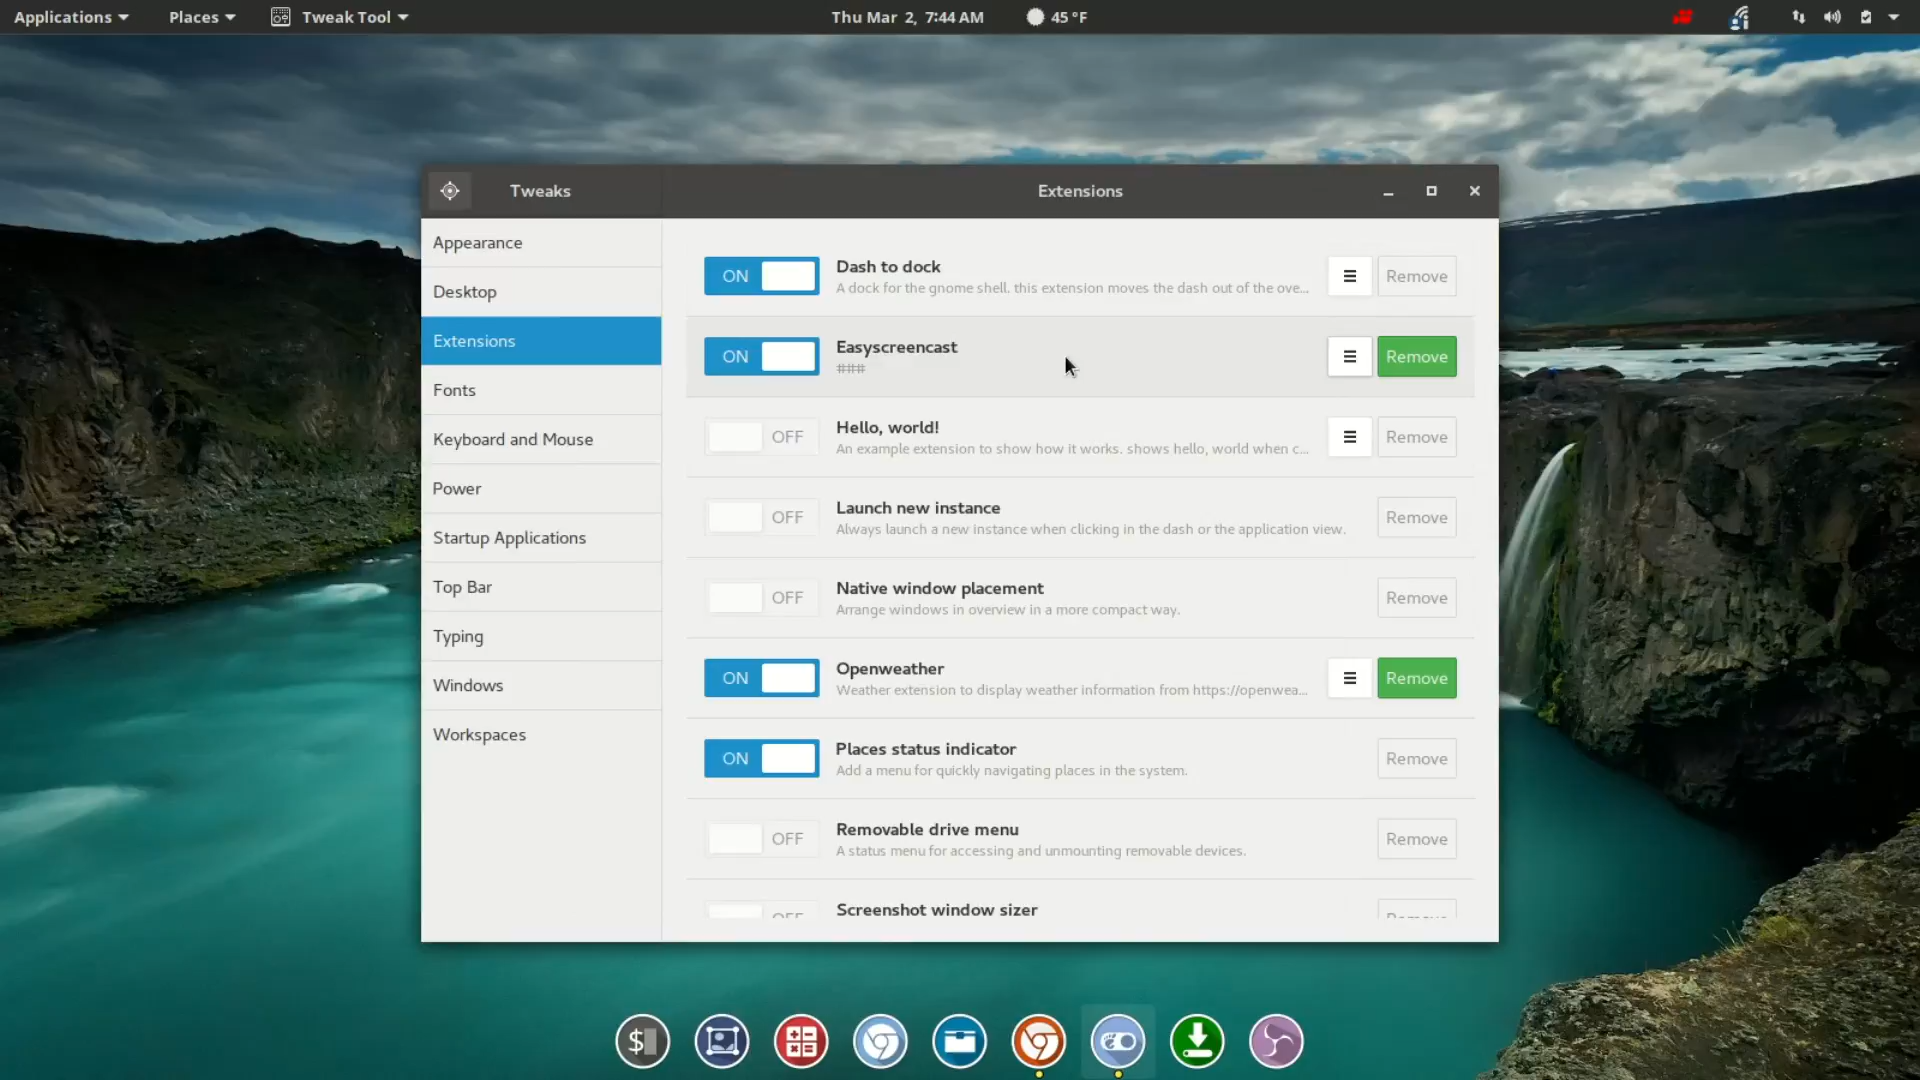 Applications Places Tweak Tool Thu Mar 2, 7:44 AM 45 °F
Tweaks Extensions
Appearance
Desktop
Extensions
Fonts
Keyboard and Mouse
Power
Startup Applications
Top Bar
Typing
Windows
Workspaces
ON Dash to dock Remove
A dock for the gnome shell. this extension moves the dash out of the ove...
ON Easyscreencast Remove
###
OFF Hello, world! Remove
An example extension to show how it works. shows hello, world when c...
OFF Launch new instance Remove
Always launch a new instance when clicking in the dash or the application view.
OFF Native window placement Remove
Arrange windows in overview in a more compact way.
ON Openweather Remove
Weather extension to display weather information from https://openwea...
ON Places status indicator Remove
Add a menu for quickly navigating places in the system.
OFF Removable drive menu Remove
A status menu for accessing and unmounting removable devices.
OFF Screenshot window sizer Remove
$